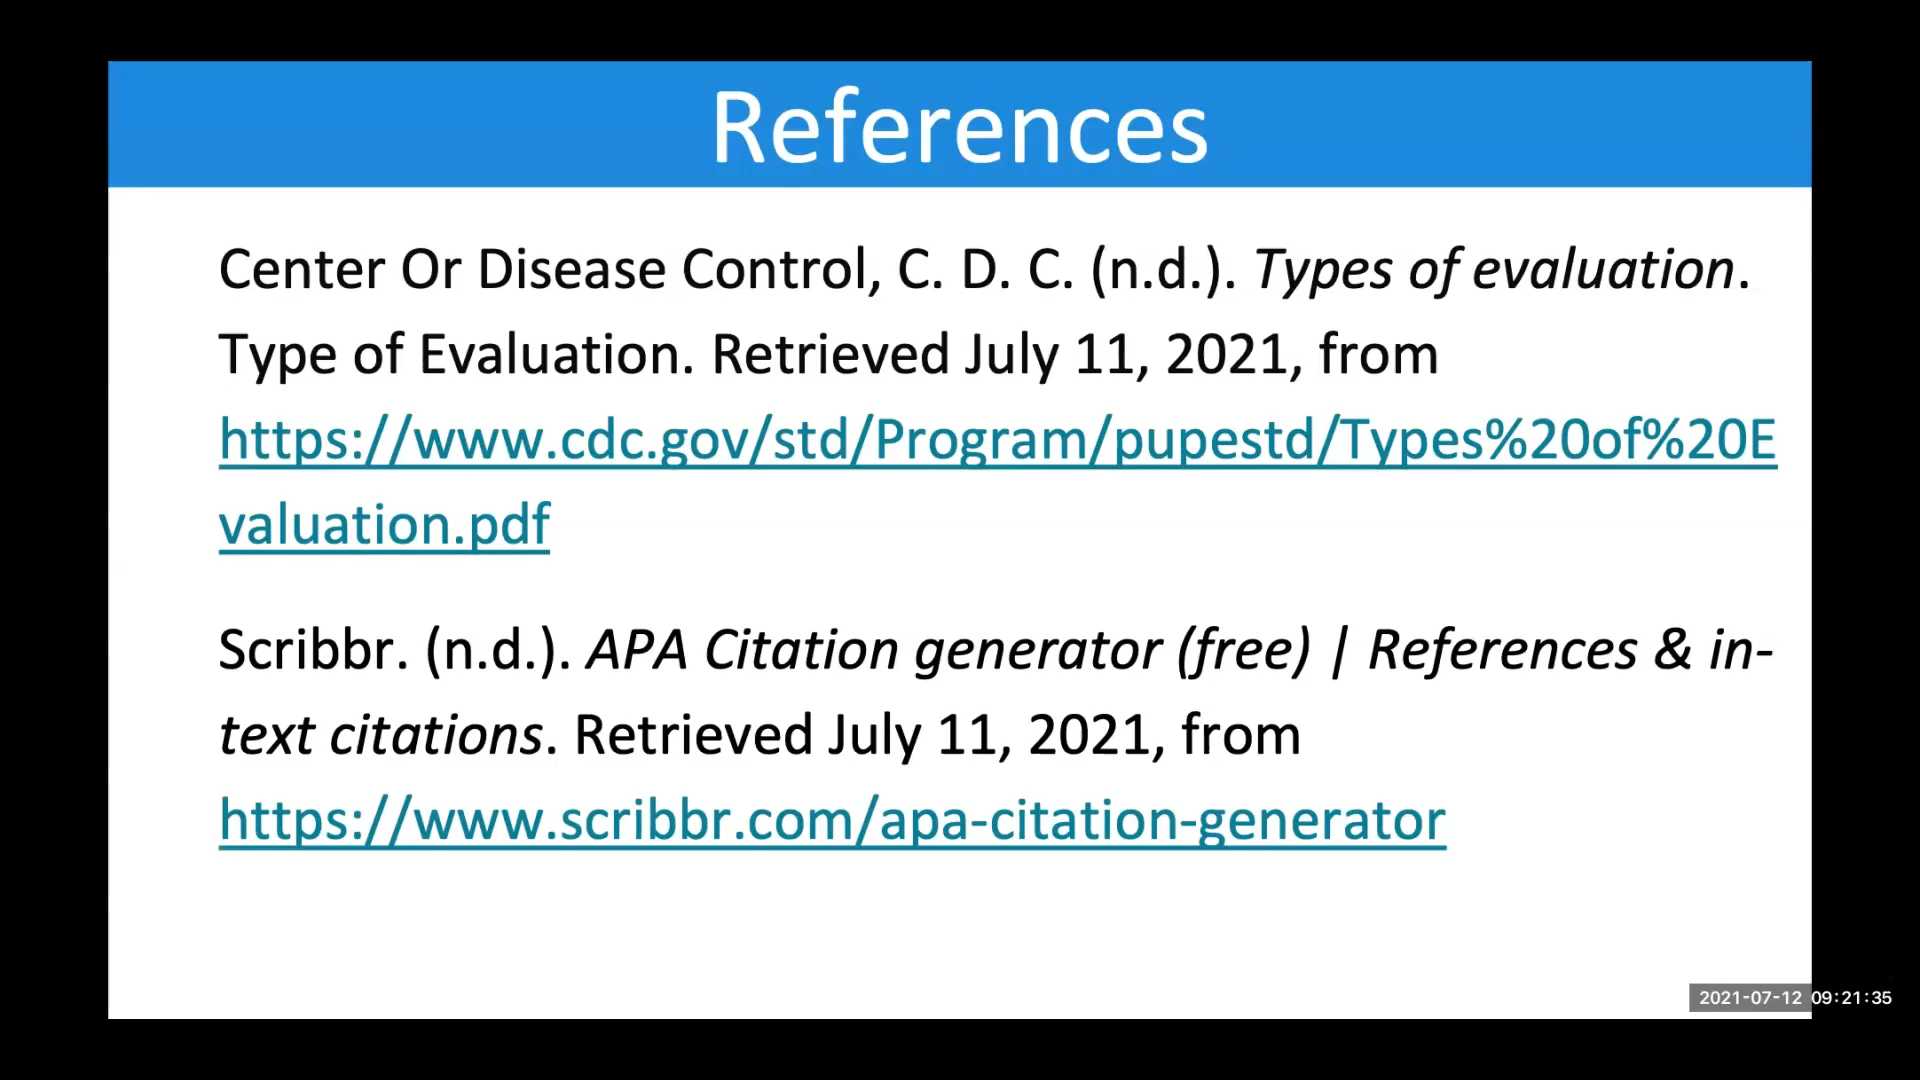 References
Center Or Disease Control, C. D. C. (n.d.). Types of evaluation.
Type of Evaluation. Retrieved July 11, 2021, from
https://www.cdc.gov/std/Program/pupestd/Types%20of%20E
valuation.pdf
Scribbr. (n.d.). APA Citation generator (free) | References & in-
text citations. Retrieved July 11, 2021, from
https://www.scribbr.com/apa-citation-generator
2021-07-12 09:21:35